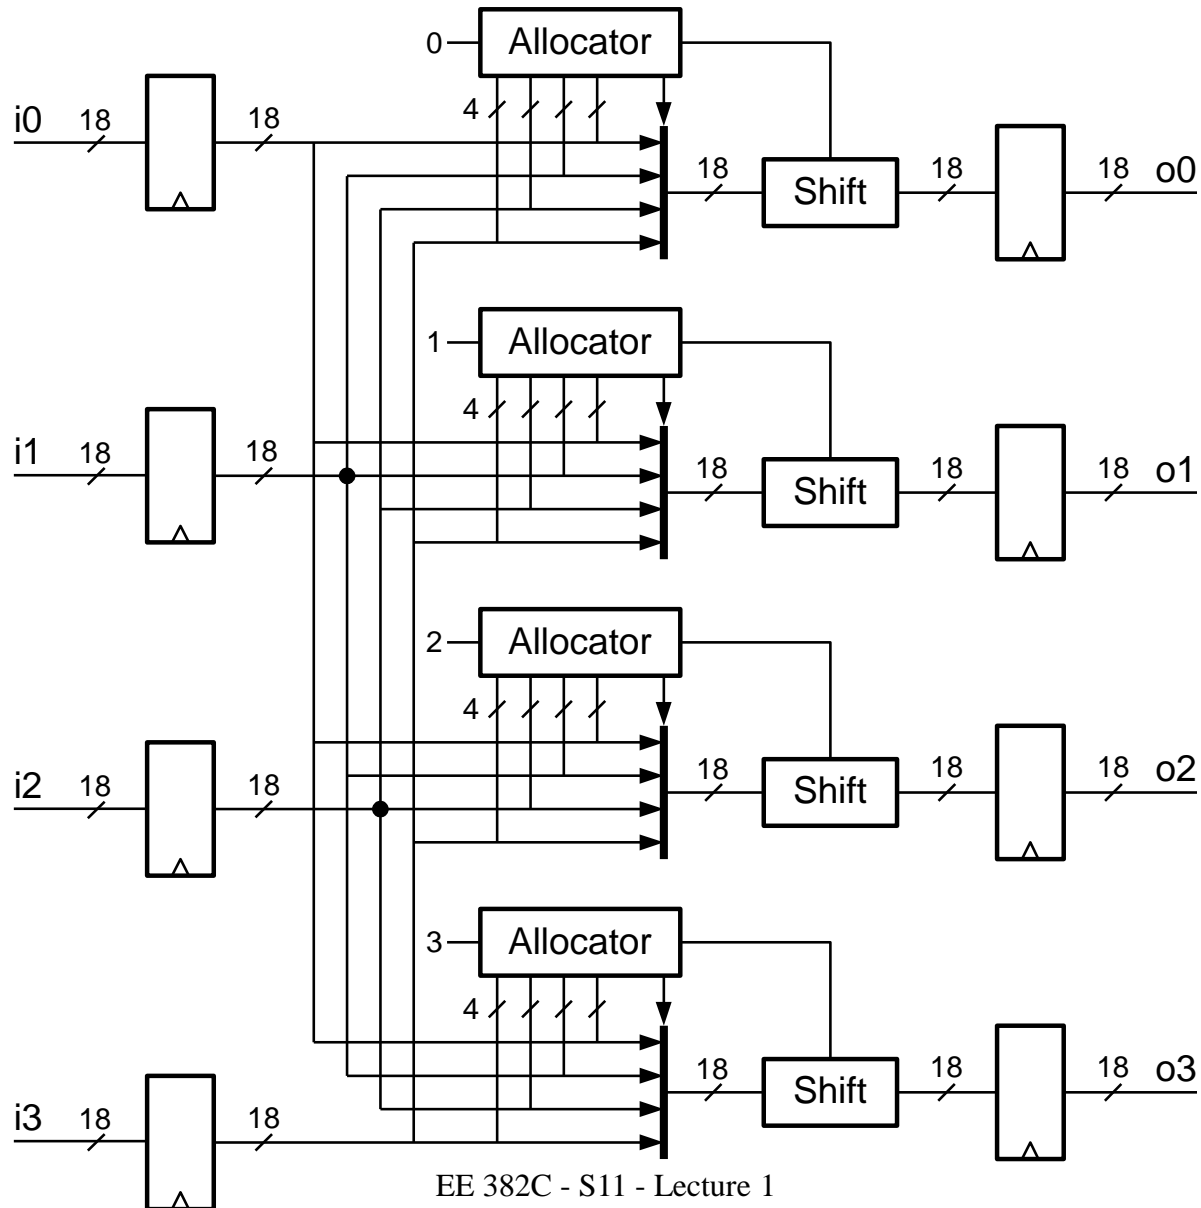 0 Allocator
4
i0 18 18
18 Shift 18 18 o0
1 Allocator
4
i1 18 18
18 Shift 18 18 o1
2 Allocator
4
i2 18 18
18 Shift 18 18 o2
3 Allocator
4
18 Shift 18 18 o3
i3 18 18
EE 382C - S11 - Lecture 1